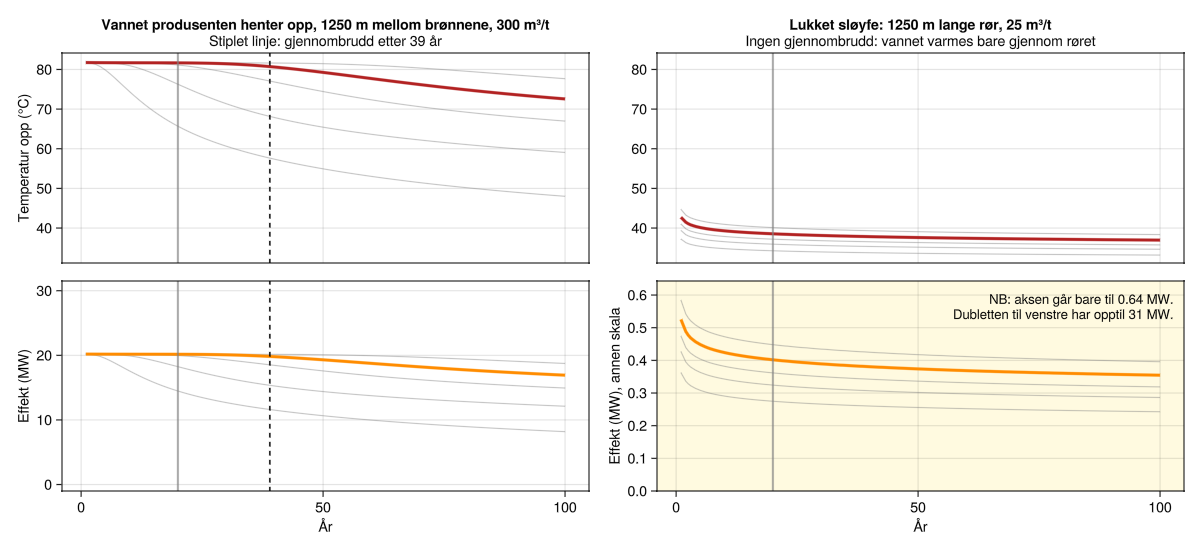 Vannet produsenten henter opp, 1250 m mellom brønnene, 300 m³/t
Stiplet linje: gjennombrudd etter 39 år
Temperatur opp (°C)
80
70
60
50
40
Effekt (MW)
30
20
10
0
0
50
100
År
Lukket sløyfe: 1250 m lange rør, 25 m³/t
Ingen gjennombrudd: vannet varmes bare gjennom røret
80
70
60
50
40
Effekt (MW), annen skala
NB: aksen går bare til 0.64 MW.
Dubletten til venstre har opptil 31 MW.
0.6
0.5
0.4
0.3
0.2
0.1
0.0
0
50
100
År